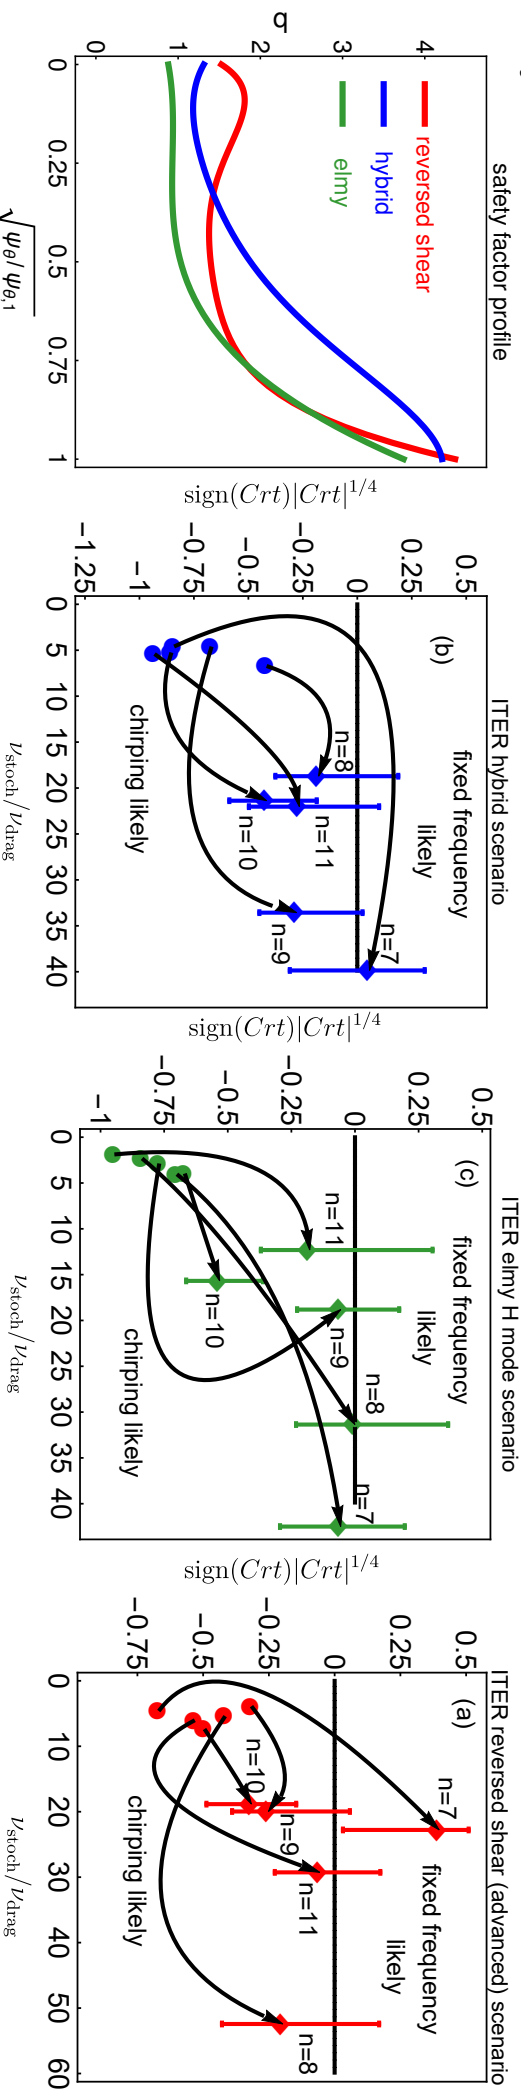 safety factor profile
q
4
3
2
1
0
reversed shear
hybrid
elmy
0
0.25
0.5
0.75
1
√ψθ/ψθ,1
ITER hybrid scenario
sign(Crt)|Crt|^1/4
0.5
0.25
0
−0.25
−0.5
−0.75
−1
−1.25
(b)
fixed frequency
likely
n=8
n=11
n=10
n=9
n=7
chirping likely
0
5
10
15
20
25
30
35
40
νstoch/νdrag
ITER elmy H mode scenario
sign(Crt)|Crt|^1/4
0.5
0.25
0
−0.25
−0.5
−0.75
−1
(c)
fixed frequency
likely
n=11
n=10
n=9
n=8
n=7
chirping likely
0
5
10
15
20
25
30
35
40
νstoch/νdrag
ITER reversed shear (advanced) scenario
sign(Crt)|Crt|^1/4
0.5
0.25
0
−0.25
−0.5
−0.75
(a)
n=7
fixed frequency
likely
n=10
n=9
n=11
n=8
chirping likely
0
10
20
30
40
50
60
νstoch/νdrag